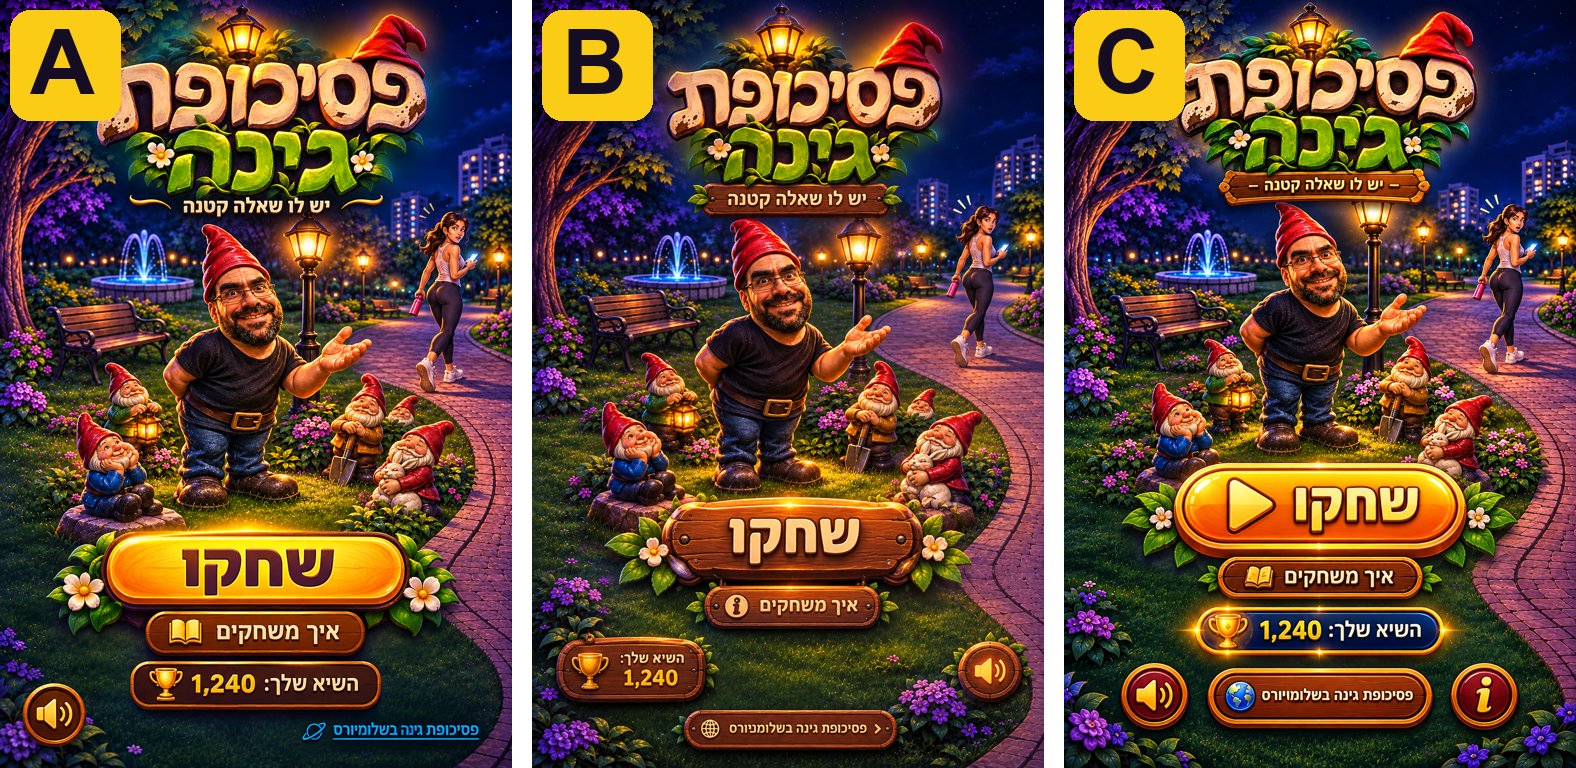 A
פסיכופת
גינה
יש לו שאלה קטנה
שחקו
איך משחקים
השיא שלך: 1,240
פסיכופת גינה בשלומיורס
B
פסיכופת
גינה
יש לו שאלה קטנה
שחקו
איך משחקים
השיא שלך:
1,240
פסיכופת גינה בשלומניורס
C
פסיכופת
גינה
– יש לו שאלה קטנה –
שחקו
איך משחקים
השיא שלך: 1,240
פסיכופת גינה בשלומויורס